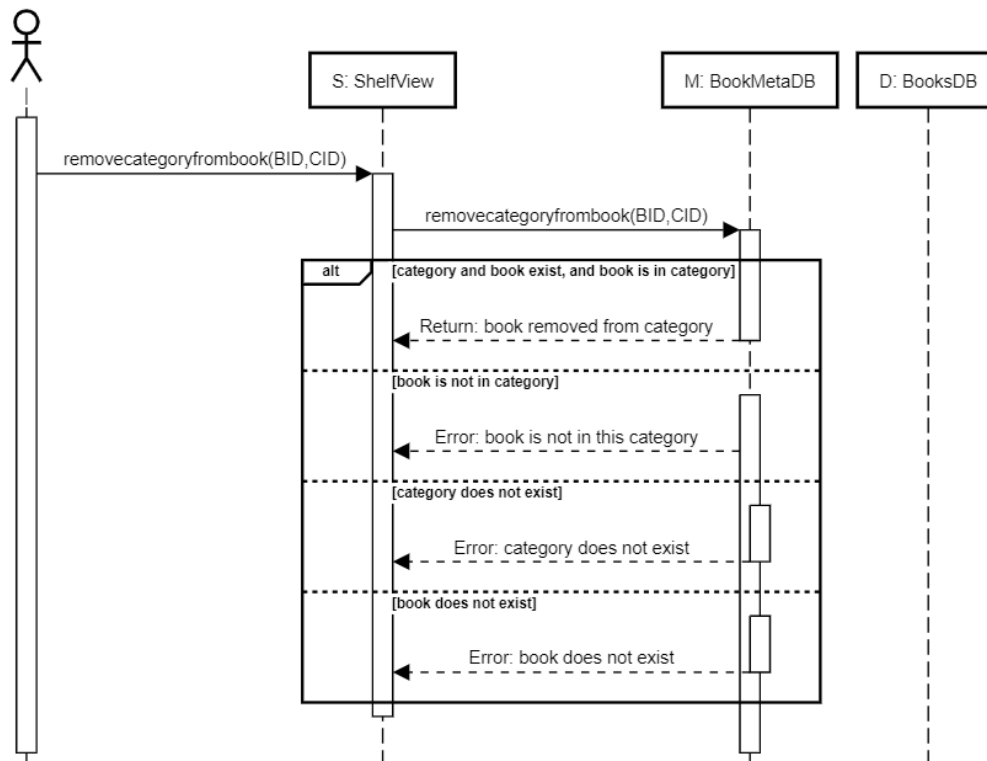 S: ShelfView
M: BookMetaDB
D: BooksDB
removecategoryfrombook(BID,CID)
removecategoryfrombook(BID,CID)
alt
[category and book exist, and book is in category]
Return: book removed from category
[book is not in category]
Error: book is not in this category
[category does not exist]
Error: category does not exist
[book does not exist]
Error: book does not exist